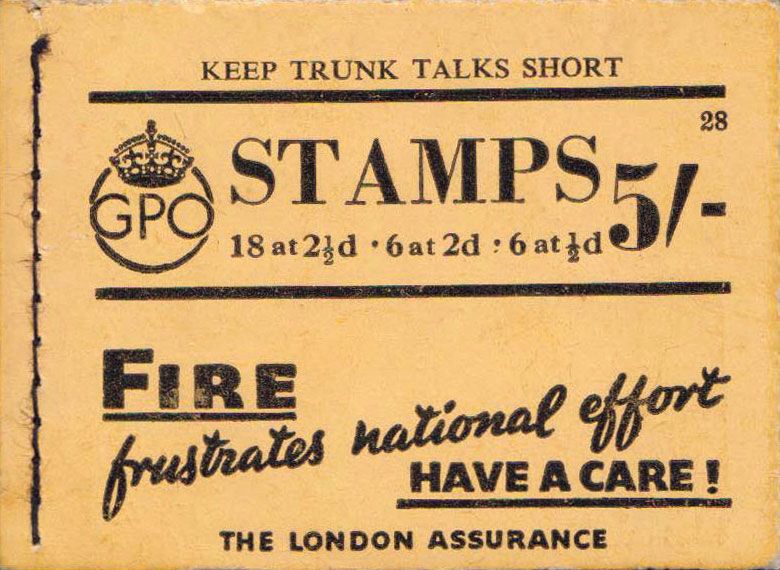 KEEP TRUNK TALKS SHORT
28
GPO
STAMPS 5/-
18 at 2½d · 6 at 2d : 6 at ½d
FIRE
frustrates national effort
HAVE A CARE!
THE LONDON ASSURANCE